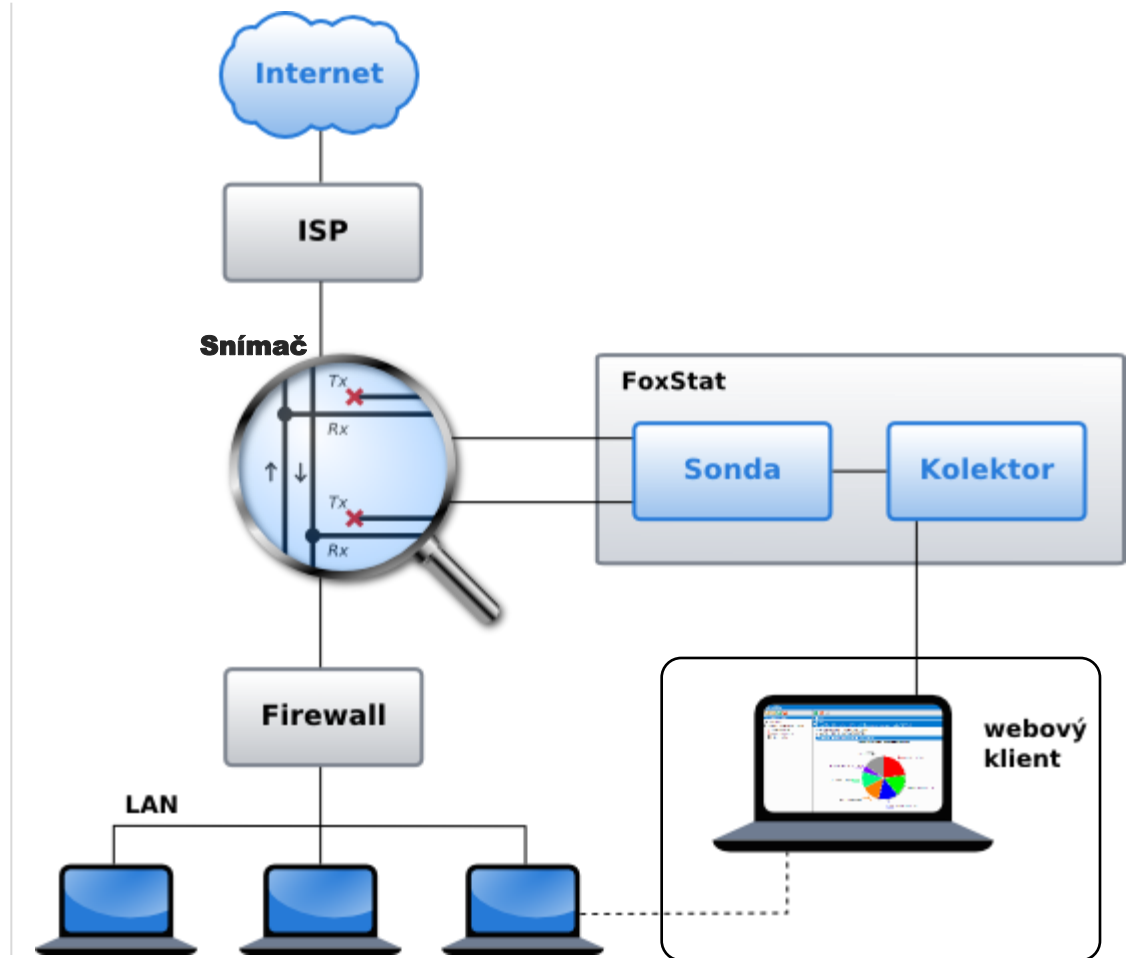 Internet
ISP
Snímač
Tx
Rx
↑ ↓
Tx
Rx
FoxStat
Sonda
Kolektor
Firewall
LAN
webový
klient